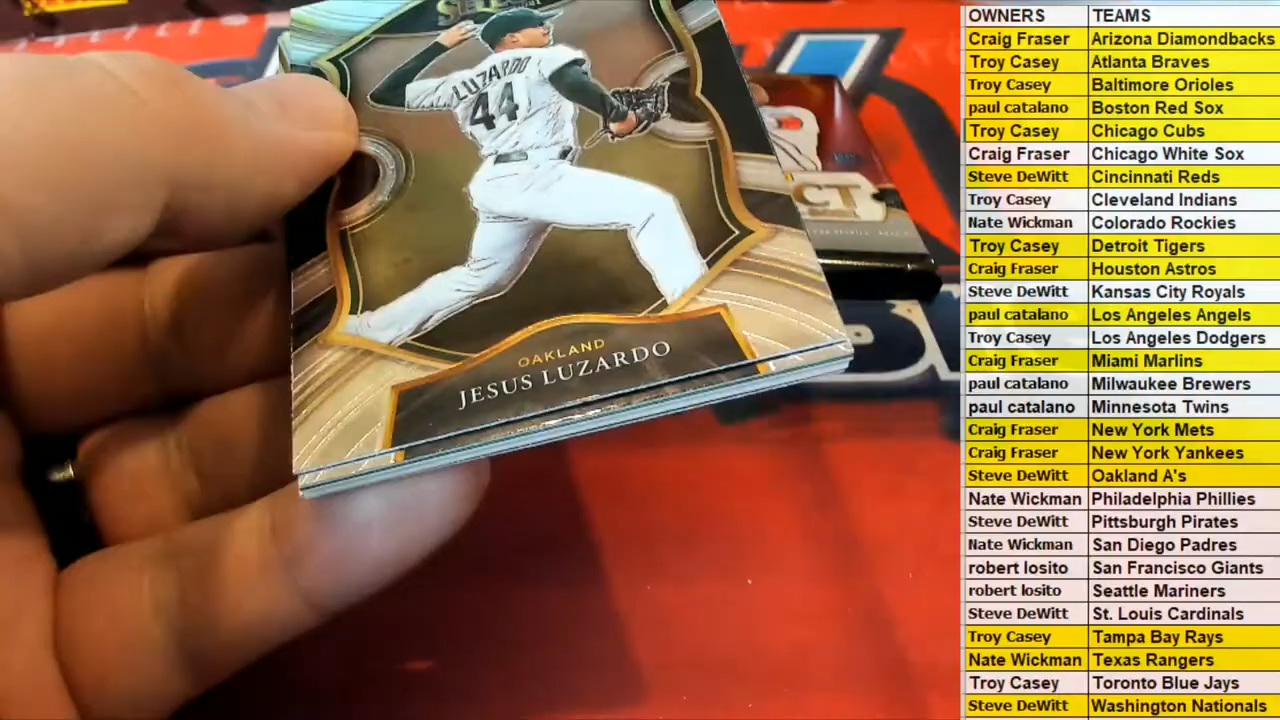 SELECT
LUZARDO
44
OAKLAND
JESUS LUZARDO
CT
OWNERS TEAMS
Craig Fraser Arizona Diamondbacks
Troy Casey Atlanta Braves
Troy Casey Baltimore Orioles
paul catalano Boston Red Sox
Troy Casey Chicago Cubs
Craig Fraser Chicago White Sox
Steve DeWitt Cincinnati Reds
Troy Casey Cleveland Indians
Nate Wickman Colorado Rockies
Troy Casey Detroit Tigers
Craig Fraser Houston Astros
Steve DeWitt Kansas City Royals
paul catalano Los Angeles Angels
Troy Casey Los Angeles Dodgers
Craig Fraser Miami Marlins
paul catalano Milwaukee Brewers
paul catalano Minnesota Twins
Craig Fraser New York Mets
Craig Fraser New York Yankees
Steve DeWitt Oakland A's
Nate Wickman Philadelphia Phillies
Steve DeWitt Pittsburgh Pirates
Nate Wickman San Diego Padres
robert losito San Francisco Giants
robert losito Seattle Mariners
Steve DeWitt St. Louis Cardinals
Troy Casey Tampa Bay Rays
Nate Wickman Texas Rangers
Troy Casey Toronto Blue Jays
Steve DeWitt Washington Nationals